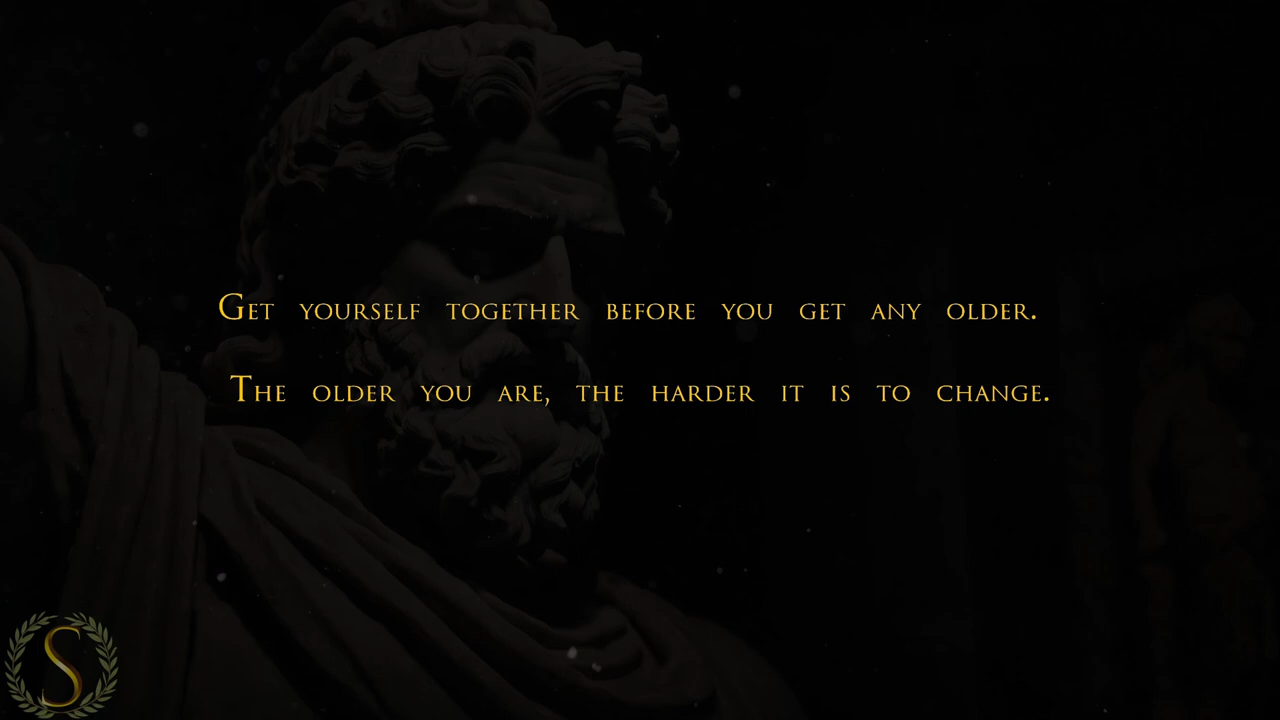 Get yourself together before you get any older.
The older you are, the harder it is to change.
S